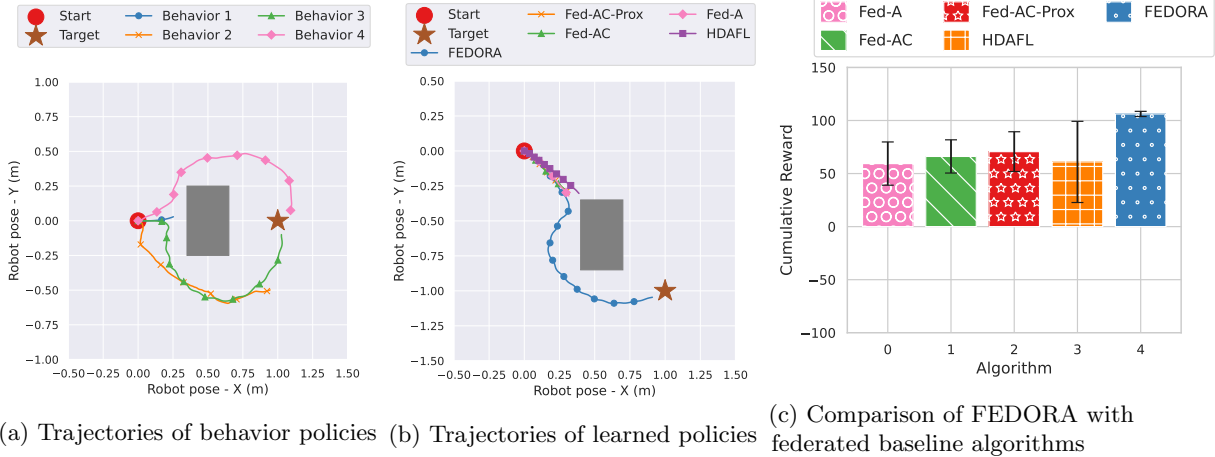 Start
Target
Behavior 1
Behavior 2
Behavior 3
Behavior 4
1.00
0.75
0.50
0.25
0.00
−0.25
−0.50
−0.75
−1.00
Robot pose - Y (m)
−0.50 −0.25 0.00 0.25 0.50 0.75 1.00 1.25 1.50
Robot pose - X (m)
(a) Trajectories of behavior policies
Start
Target
FEDORA
Fed-AC-Prox
Fed-AC
Fed-A
HDAFL
0.50
0.25
0.00
−0.25
−0.50
−0.75
−1.00
−1.25
−1.50
Robot pose - Y (m)
−0.50 −0.25 0.00 0.25 0.50 0.75 1.00 1.25 1.50
Robot pose - X (m)
(b) Trajectories of learned policies
Fed-A
Fed-AC
Fed-AC-Prox
HDAFL
FEDORA
150
100
50
0
−50
−100
Cumulative Reward
0 1 2 3 4
Algorithm
(c) Comparison of FEDORA with
federated baseline algorithms